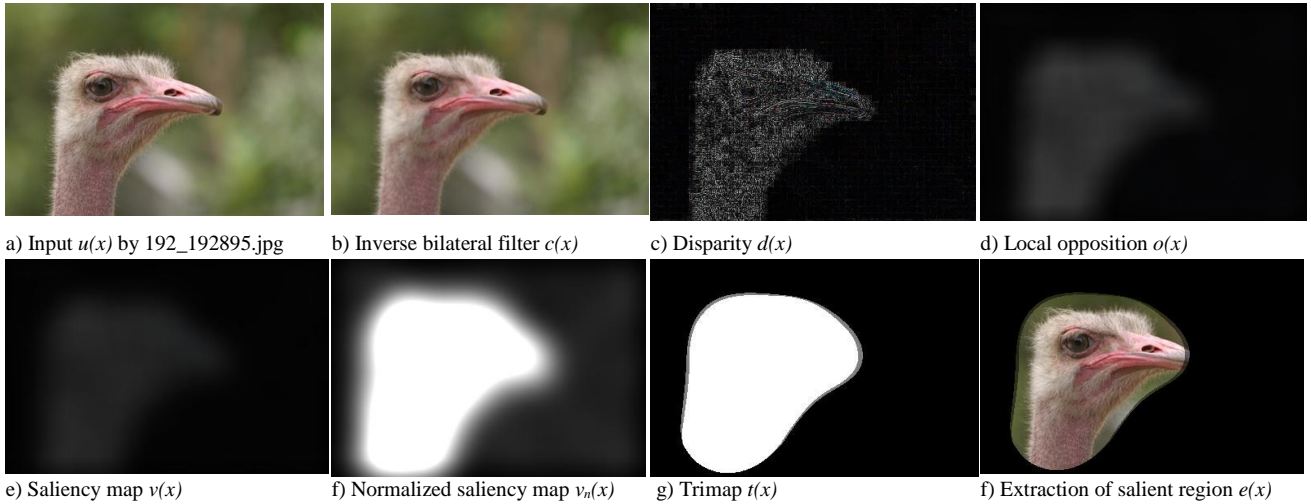 a) Input u(x) by 192_192895.jpg
b) Inverse bilateral filter c(x)
c) Disparity d(x)
d) Local opposition o(x)
e) Saliency map v(x)
f) Normalized saliency map vn(x)
g) Trimap t(x)
f) Extraction of salient region e(x)